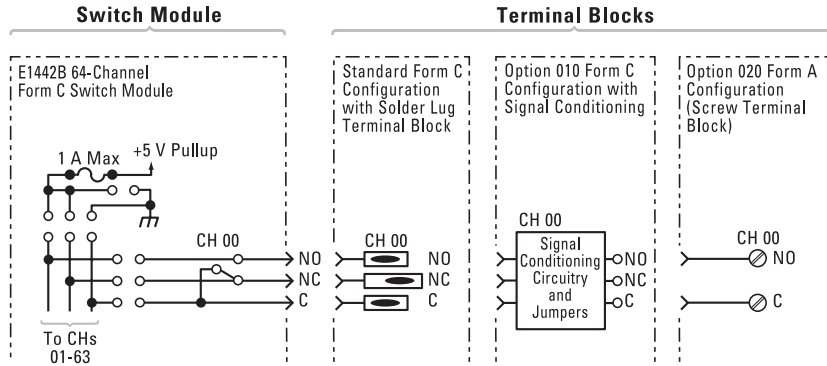 Switch Module
Terminal Blocks
E1442B 64-Channel
Form C Switch Module
1 A Max
+5 V Pullup
CH 00
NO
NC
C
To CHs
01-63
Standard Form C
Configuration
with Solder Lug
Terminal Block
CH 00
NO
NC
C
Option 010 Form C
Configuration with
Signal Conditioning
CH 00
Signal
Conditioning
Circuitry
and
Jumpers
NO
NC
C
Option 020 Form A
Configuration
(Screw Terminal
Block)
CH 00
NO
C